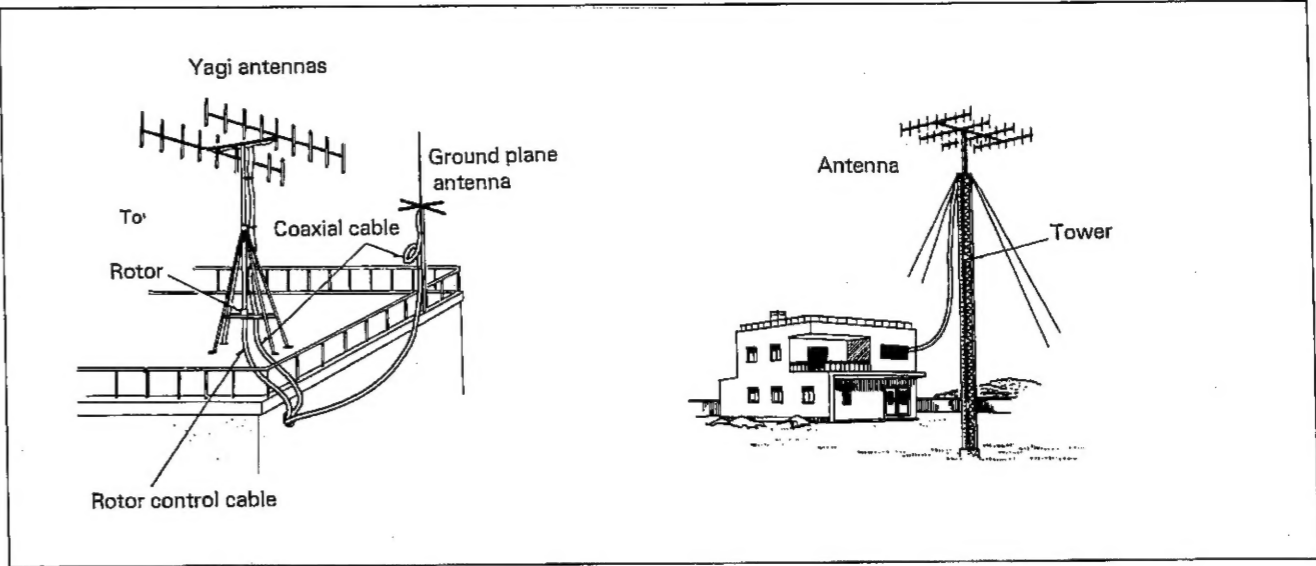 Yagi antennas
Ground plane
antenna
Coaxial cable
Rotor
Rotor control cable
Antenna
Tower